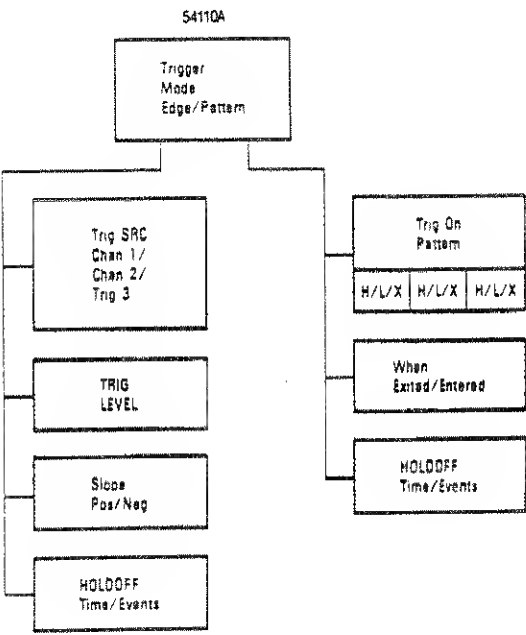 54110A
Trigger
Mode
Edge/Pattern
Trig SRC
Chan 1/
Chan 2/
Trig 3
TRIG
LEVEL
Slope
Pos/Neg
HOLDOFF
Time/Events
Trig On
Pattern
H/L/X H/L/X H/L/X
When
Exited/Entered
HOLDOFF
Time/Events